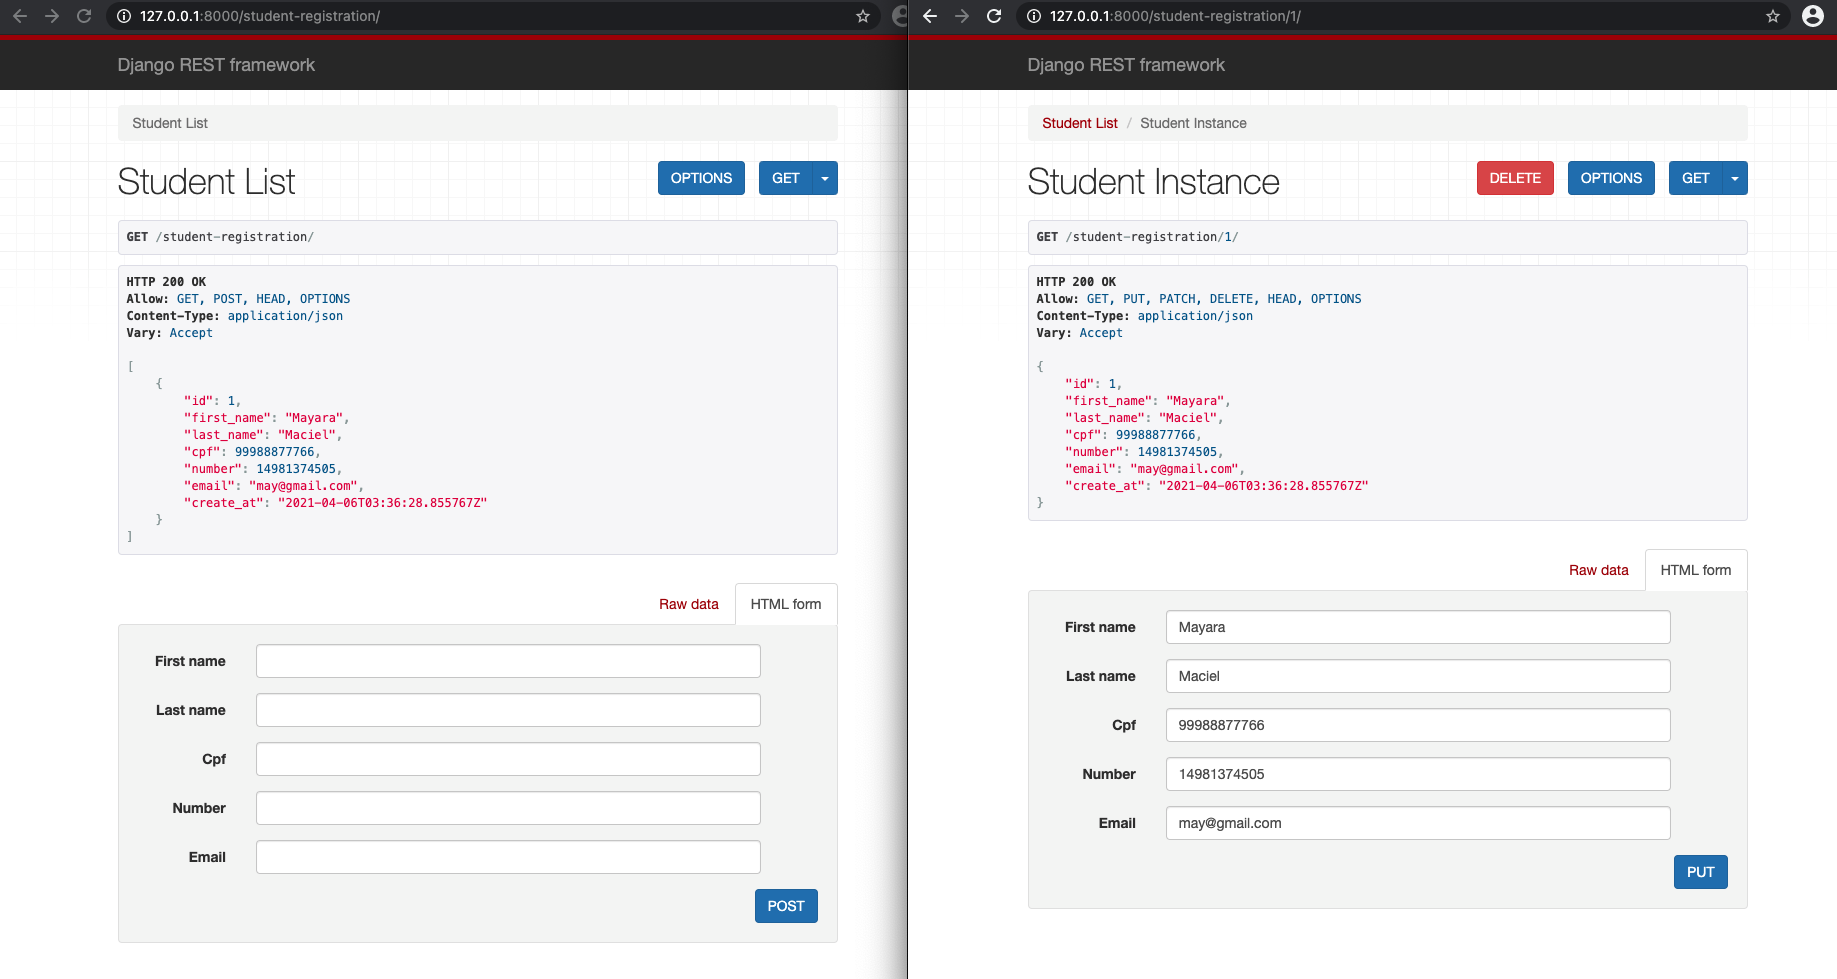 127.0.0.1:8000/student-registration/
Django REST framework
Student List
Student List
OPTIONS
GET
GET /student-registration/
HTTP 200 OK
Allow: GET, POST, HEAD, OPTIONS
Content-Type: application/json
Vary: Accept
[
{
"id": 1,
"first_name": "Mayara",
"last_name": "Maciel",
"cpf": 99988877766,
"number": 14981374505,
"email": "may@gmail.com",
"create_at": "2021-04-06T03:36:28.855767Z"
}
]
Raw data
HTML form
First name
Last name
Cpf
Number
Email
POST
127.0.0.1:8000/student-registration/1/
Django REST framework
Student List / Student Instance
Student Instance
DELETE
OPTIONS
GET
GET /student-registration/1/
HTTP 200 OK
Allow: GET, PUT, PATCH, DELETE, HEAD, OPTIONS
Content-Type: application/json
Vary: Accept
{
"id": 1,
"first_name": "Mayara",
"last_name": "Maciel",
"cpf": 99988877766,
"number": 14981374505,
"email": "may@gmail.com",
"create_at": "2021-04-06T03:36:28.855767Z"
}
Raw data
HTML form
First name Mayara
Last name Maciel
Cpf 99988877766
Number 14981374505
Email may@gmail.com
PUT